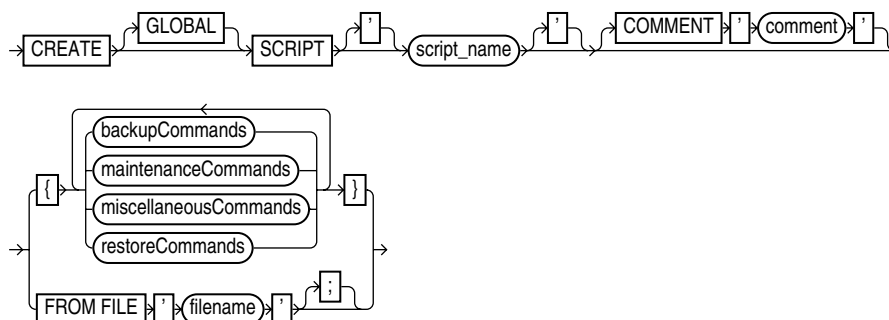 CREATE GLOBAL SCRIPT ' script_name ' COMMENT ' comment '
backupCommands
maintenanceCommands
{ miscellaneousCommands }
restoreCommands
FROM FILE ' filename ' ;